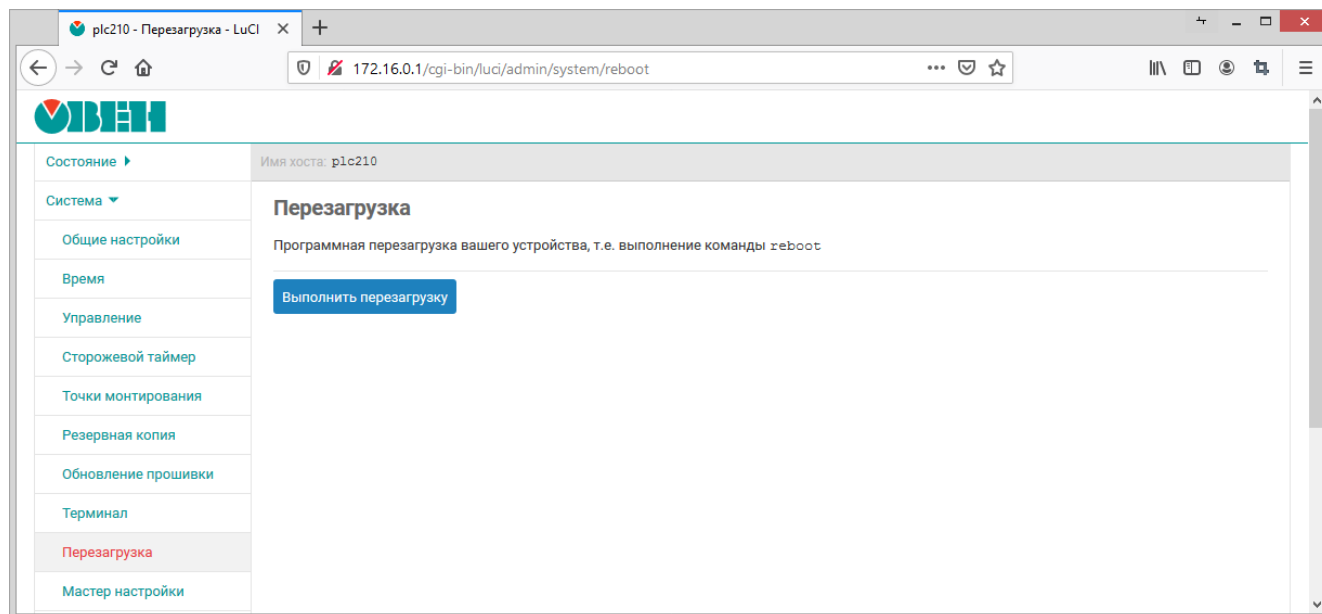 plc210 - Перезагрузка - LuCI
172.16.0.1/cgi-bin/luci/admin/system/reboot
ОВЕН
Состояние
Имя хоста: plc210
Система
Перезагрузка
Общие настройки
Программная перезагрузка вашего устройства, т.е. выполнение команды reboot
Время
Выполнить перезагрузку
Управление
Сторожевой таймер
Точки монтирования
Резервная копия
Обновление прошивки
Терминал
Перезагрузка
Мастер настройки